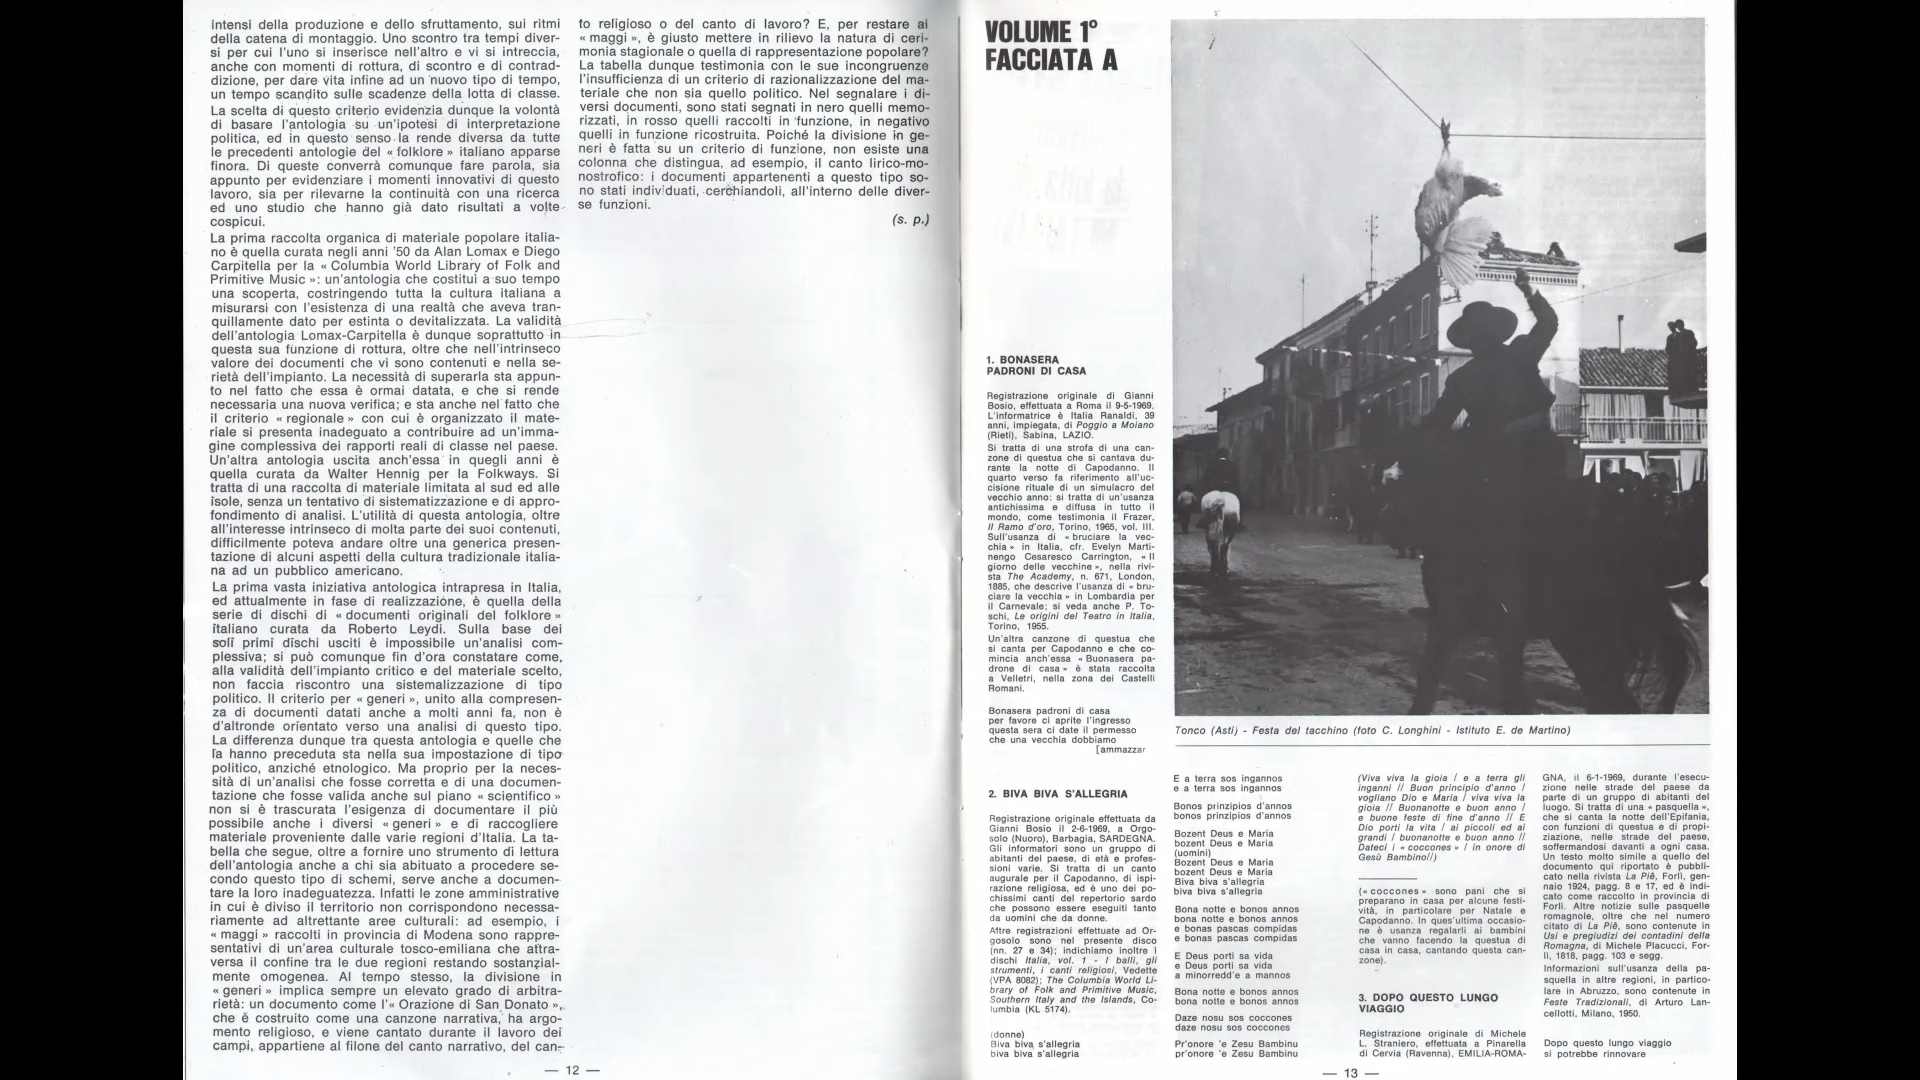 intensi della produzione e dello sfruttamento, sui ritmi
della catena di montaggio. Uno scontro tra tempi diver-
si per cui l'uno si inserisce nell'altro e vi si intreccia,
anche con momenti di rottura, di scontro e di contrad-
dizione, per dare vita infine ad un nuovo tipo di tempo,
un tempo scandito sulle scadenze della lotta di classe.
La scelta di questo criterio evidenzia dunque la volontà
di basare l'antologia su un'ipotesi di interpretazione
politica, ed in questo senso la rende diversa da tutte
le precedenti antologie del « folklore » italiano apparse
finora. Di queste converrà comunque fare parola, sia
appunto per evidenziare i momenti innovativi di questo
lavoro, sia per rilevarne la continuità con una ricerca
ed uno studio che hanno già dato risultati a volte
cospicui.
La prima raccolta organica di materiale popolare italia-
no è quella curata negli anni '50 da Alan Lomax e Diego
Carpitella per la « Columbia World Library of Folk and
Primitive Music »: un'antologia che costituì a suo tempo
una scoperta, costringendo tutta la cultura italiana a
misurarsi con l'esistenza di una realtà che aveva tran-
quillamente dato per estinta o devitalizzata. La validità
dell'antologia Lomax-Carpitella è dunque soprattutto in
questa sua funzione di rottura, oltre che nell'intrinseco
valore dei documenti che vi sono contenuti e nella se-
rietà dell'impianto. La necessità di superarla sta appun-
to nel fatto che essa è ormai datata, e che si rende
necessaria una nuova verifica; e sta anche nel fatto che
il criterio « regionale » con cui è organizzato il mate-
riale si presenta inadeguato a contribuire ad un'imma-
gine complessiva dei rapporti reali di classe nel paese.
Un'altra antologia uscita anch'essa in quegli anni è
quella curata da Walter Hennig per la Folkways. Si
tratta di una raccolta di materiale limitata al sud ed alle
isole, senza un tentativo di sistematizzazione e di appro-
fondimento di analisi. L'utilità di questa antologia, oltre
all'interesse intrinseco di molta parte dei suoi contenuti,
difficilmente poteva andare oltre una generica presen-
tazione di alcuni aspetti della cultura tradizionale italia-
na ad un pubblico americano.
La prima vasta iniziativa antologica intrapresa in Italia,
ed attualmente in fase di realizzazione, è quella della
serie di dischi di « documenti originali del folklore »
italiano curata da Roberto Leydi. Sulla base dei
soli primi dischi usciti è impossibile un'analisi com-
plessiva; si può comunque fin d'ora constatare come,
alla validità dell'impianto critico e del materiale scelto,
non faccia riscontro una sistemalizzazione di tipo
politico. Il criterio per « generi », unito alla compresen-
za di documenti datati anche a molti anni fa, non è
d'altronde orientato verso una analisi di questo tipo.
La differenza dunque tra questa antologia e quelle che
la hanno preceduta sta nella sua impostazione di tipo
politico, anziché etnologico. Ma proprio per la neces-
sità di un'analisi che fosse corretta e di una documen-
tazione che fosse valida anche sul piano « scientifico »
non si è trascurata l'esigenza di documentare il più
possibile anche i diversi « generi » e di raccogliere
materiale proveniente dalle varie regioni d'Italia. La ta-
bella che segue, oltre a fornire uno strumento di lettura
dell'antologia anche a chi sia abituato a procedere se-
condo questo tipo di schemi, serve anche a documen-
tare la loro inadeguatezza. Infatti le zone amministrative
in cui è diviso il territorio non corrispondono necessa-
riamente ad altrettante aree culturali: ad esempio, i
« maggi » raccolti in provincia di Modena sono rappre-
sentativi di un'area culturale tosco-emiliana che attra-
versa il confine tra le due regioni restando sostanzial-
mente omogenea. Al tempo stesso, la divisione in
« generi » implica sempre un elevato grado di arbitra-
rietà: un documento come l'« Orazione di San Donato »,
che è costruito come una canzone narrativa, ha argo-
mento religioso, e viene cantato durante il lavoro dei
campi, appartiene al filone del canto narrativo, del can-
— 12 —
to religioso o del canto di lavoro? E, per restare ai
« maggi », è giusto mettere in rilievo la natura di ceri-
monia stagionale o quella di rappresentazione popolare?
La tabella dunque testimonia con le sue incongruenze
l'insufficienza di un criterio di razionalizzazione del ma-
teriale che non sia quello politico. Nel segnalare i di-
versi documenti, sono stati segnati in nero quelli memo-
rizzati, in rosso quelli raccolti in funzione, in negativo
quelli in funzione ricostruita. Poiché la divisione in ge-
neri è fatta su un criterio di funzione, non esiste una
colonna che distingua, ad esempio, il canto lirico-mo-
nostrofico: i documenti appartenenti a questo tipo so-
no stati individuati, cerchiandoli, all'interno delle diver-
se funzioni.
(s. p.)
VOLUME 1º
FACCIATA A
1. BONASERA
PADRONI DI CASA
Registrazione originale di Gianni
Bosio, effettuata a Roma il 9-5-1969.
L'informatrice è Italia Ranaldi, 39
anni, impiegata, di Poggio a Moiano
(Rieti), Sabina, LAZIO.
Si tratta di una strofa di una can-
zone di questua che si cantava du-
rante la notte di Capodanno. Il
quarto verso fa riferimento all'uc-
cisione rituale di un simulacro del
vecchio anno: si tratta di un'usanza
antichissima e diffusa in tutto il
mondo, come testimonia il Frazer,
Il Ramo d'oro, Torino, 1965, vol. III.
Sull'usanza di « bruciare la vec-
chia » in Italia, cfr. Evelyn Marti-
nengo Cesaresco Carrington, « Il
giorno delle vecchine », nella rivi-
sta The Academy, n. 671, London,
1885, che descrive l'usanza di « bru-
ciare la vecchia » in Lombardia per
il Carnevale; si veda anche P. To-
schi, Le origini del Teatro in Italia,
Torino, 1955.
Un'altra canzone di questua che
si canta per Capodanno e che co-
mincia anch'essa « Buonasera pa-
drone di casa » è stata raccolta
a Velletri, nella zona dei Castelli
Romani.
Bonasera padroni di casa
per favore ci aprite l'ingresso
questa sera ci date il permesso
che una vecchia dobbiamo
[ammazzar
2. BIVA BIVA S'ALLEGRIA
Registrazione originale effettuata da
Gianni Bosio il 2-6-1969, a Orgo-
solo (Nuoro), Barbagia, SARDEGNA.
Gli informatori sono un gruppo di
abitanti del paese, di età e profes-
sioni varie. Si tratta di un canto
augurale per il Capodanno, di ispi-
razione religiosa, ed è uno dei po-
chissimi canti del repertorio sardo
che possono essere eseguiti tanto
da uomini che da donne.
Altre registrazioni effettuate ad Or-
gosolo sono nel presente disco
(nn. 27 e 34); indichiamo inoltre i
dischi Italia, vol. 1 - I balli, gli
strumenti, i canti religiosi, Vedette
(VPA 8082); The Columbia World Li-
brary of Folk and Primitive Music,
Southern Italy and the Islands, Co-
lumbia (KL 5174).
(donne)
Biva biva s'allegria
biva biva s'allegria
Tonco (Asti) - Festa del tacchino (foto C. Longhini - Istituto E. de Martino)
E a terra sos ingannos
e a terra sos ingannos
Bonos prinzipios d'annos
bonos prinzipios d'annos
Bozent Deus e Maria
bozent Deus e Maria
(uomini)
Bozent Deus e Maria
bozent Deus e Maria
Biva biva s'allegria
biva biva s'allegria
Bona notte e bonos annos
bona notte e bonos annos
e bonas pascas compidas
e bonas pascas compidas
E Deus porti sa vida
e Deus porti sa vida
a minorredd'e a mannos
Bona notte e bonos annos
bona notte e bonos annos
Daze nosu sos coccones
daze nosu sos coccones
Pr'onore 'e Zesu Bambinu
pr'onore 'e Zesu Bambinu
(Viva viva la gioia / e a terra gli
inganni // Buon principio d'anno /
vogliano Dio e Maria / viva viva la
gioia // Buonanotte e buon anno /
e buone feste di fine d'anno // E
Dio porti la vita / ai piccoli ed ai
grandi / buonanotte e buon anno //
Dateci i « coccones » / in onore di
Gesù Bambino//)
(« coccones » sono pani che si
preparano in casa per alcune festi-
vità, in particolare per Natale e
Capodanno. In ques'ultima occasio-
ne è usanza regalarli ai bambini
che vanno facendo la questua di
casa in casa, cantando questa can-
zone).
3. DOPO QUESTO LUNGO
VIAGGIO
Registrazione originale di Michele
L. Straniero, effettuata a Pinarella
di Cervia (Ravenna), EMILIA-ROMA-
GNA, il 6-1-1969, durante l'esecu-
zione nelle strade del paese da
parte di un gruppo di abitanti del
luogo. Si tratta di una « pasquella »,
che si canta la notte dell'Epifania,
con funzioni di questua e di propi-
ziazione, nelle strade del paese,
soffermandosi davanti a ogni casa.
Un testo molto simile a quello del
documento qui riportato è pubbli-
cato nella rivista La Piê, Forlì, gen-
naio 1924, pagg. 8 e 17, ed è indi-
cato come raccolto in provincia di
Forlì. Altre notizie sulle pasquelle
romagnole, oltre che nel numero
citato di La Piê, sono contenute in
Usi e pregiudizi dei contadini della
Romagna, di Michele Placucci, For-
lì, 1818, pagg. 103 e segg.
Informazioni sull'usanza della pa-
squella in altre regioni, in partico-
lare in Abruzzo, sono contenute in
Feste Tradizionali, di Arturo Lan-
cellotti, Milano, 1950.
Dopo questo lungo viaggio
si potrebbe rinnovare
— 13 —